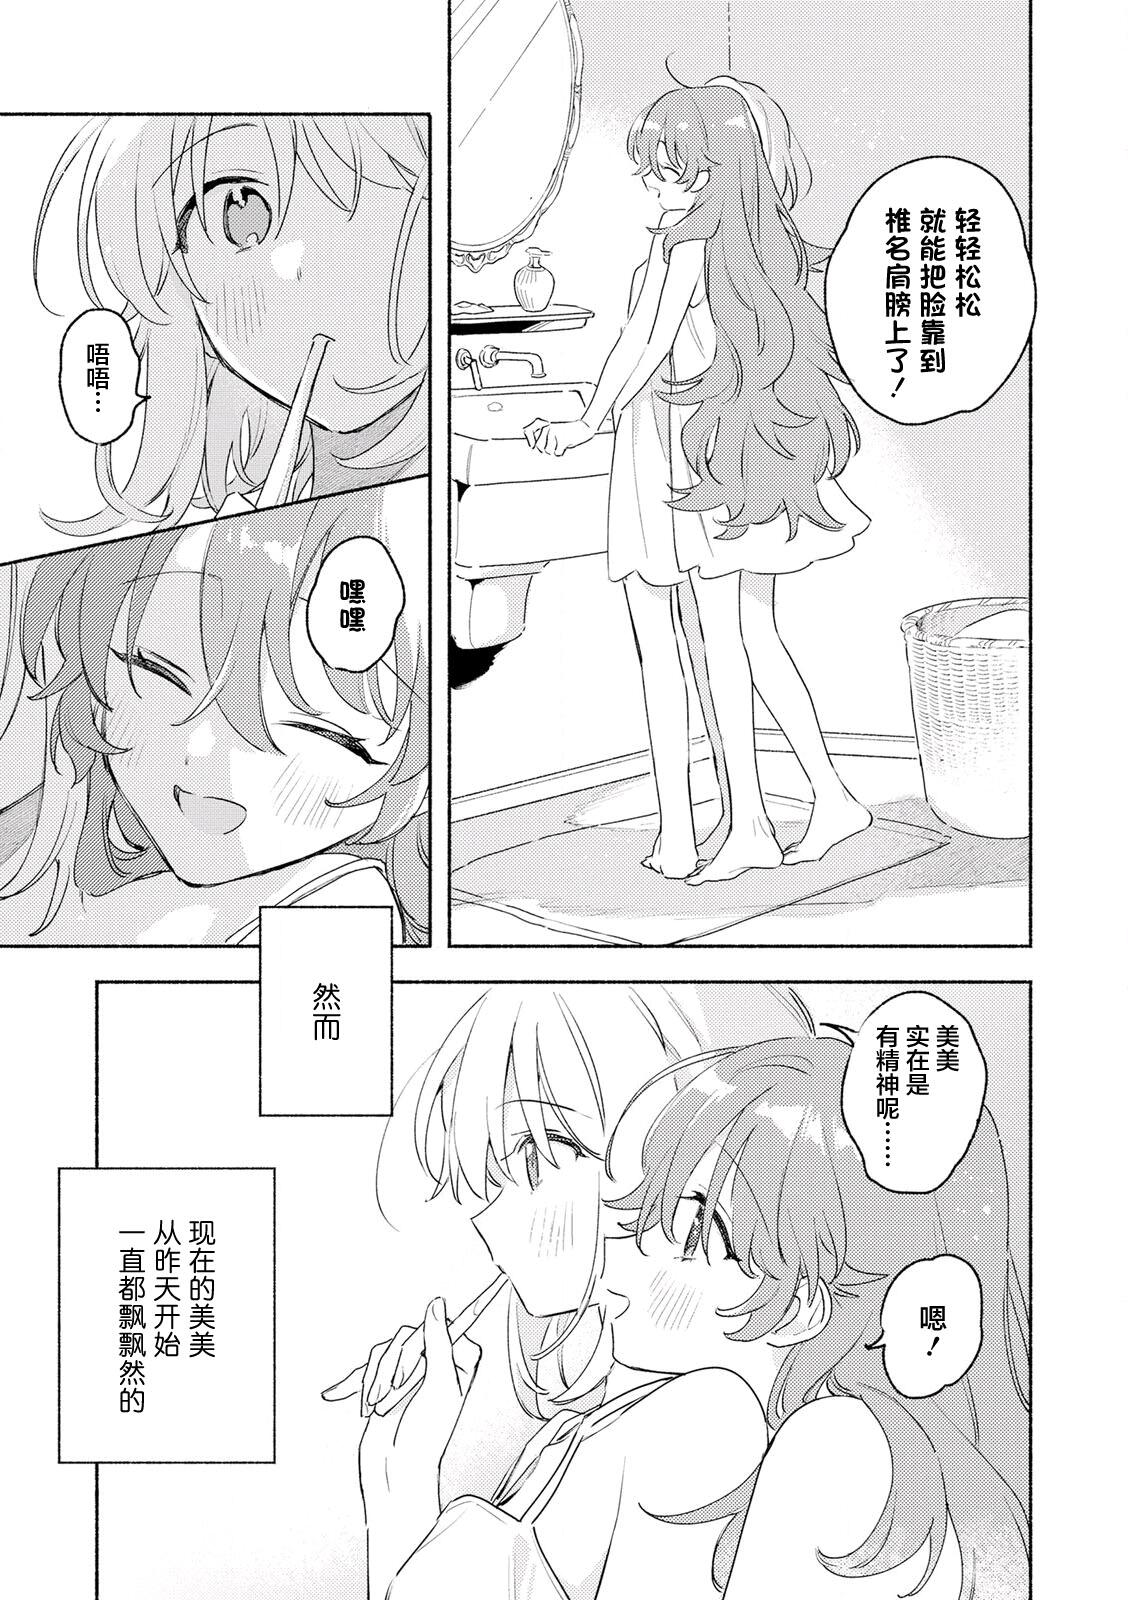 轻轻松松
就能把脸靠到
椎名肩膀上了！
唔唔…
嘿嘿
然而
美美
实在是
有精神呢……
嗯！
现在的美美
从昨天开始
一直都飘飘然的